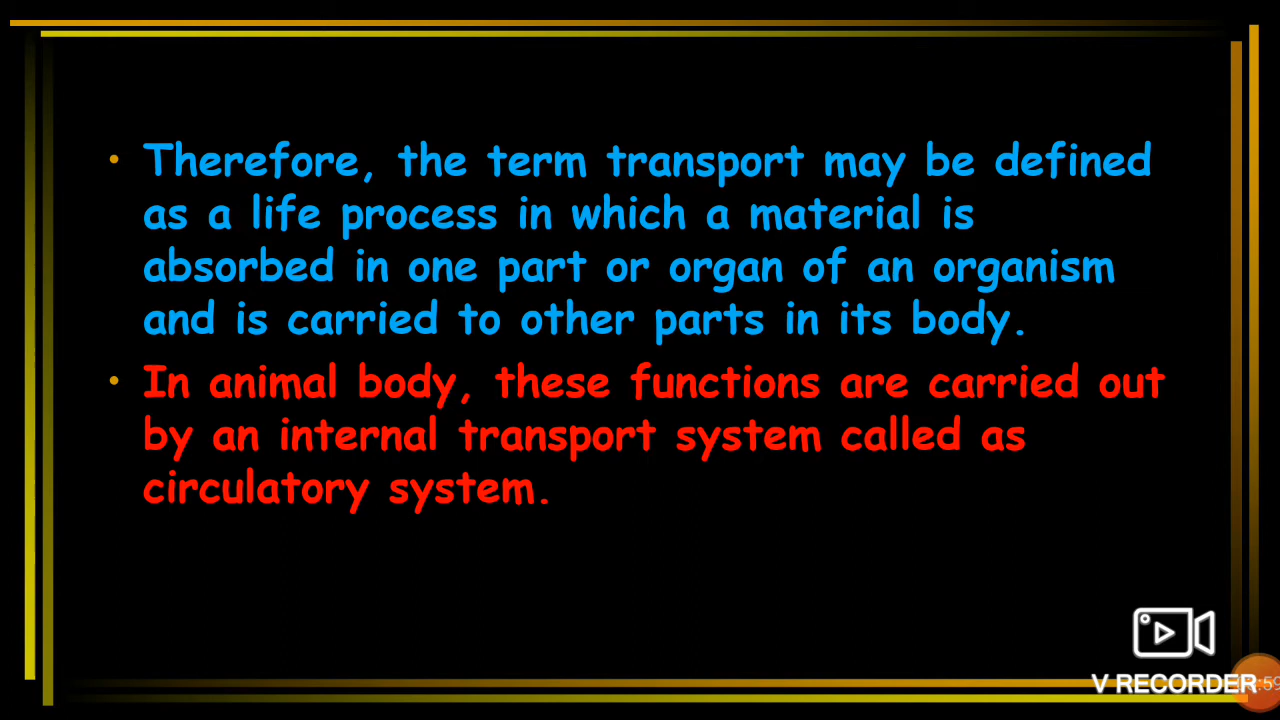 • Therefore, the term transport may be defined
as a life process in which a material is
absorbed in one part or organ of an organism
and is carried to other parts in its body.
• In animal body, these functions are carried out
by an internal transport system called as
circulatory system.
V RECORDER
:59